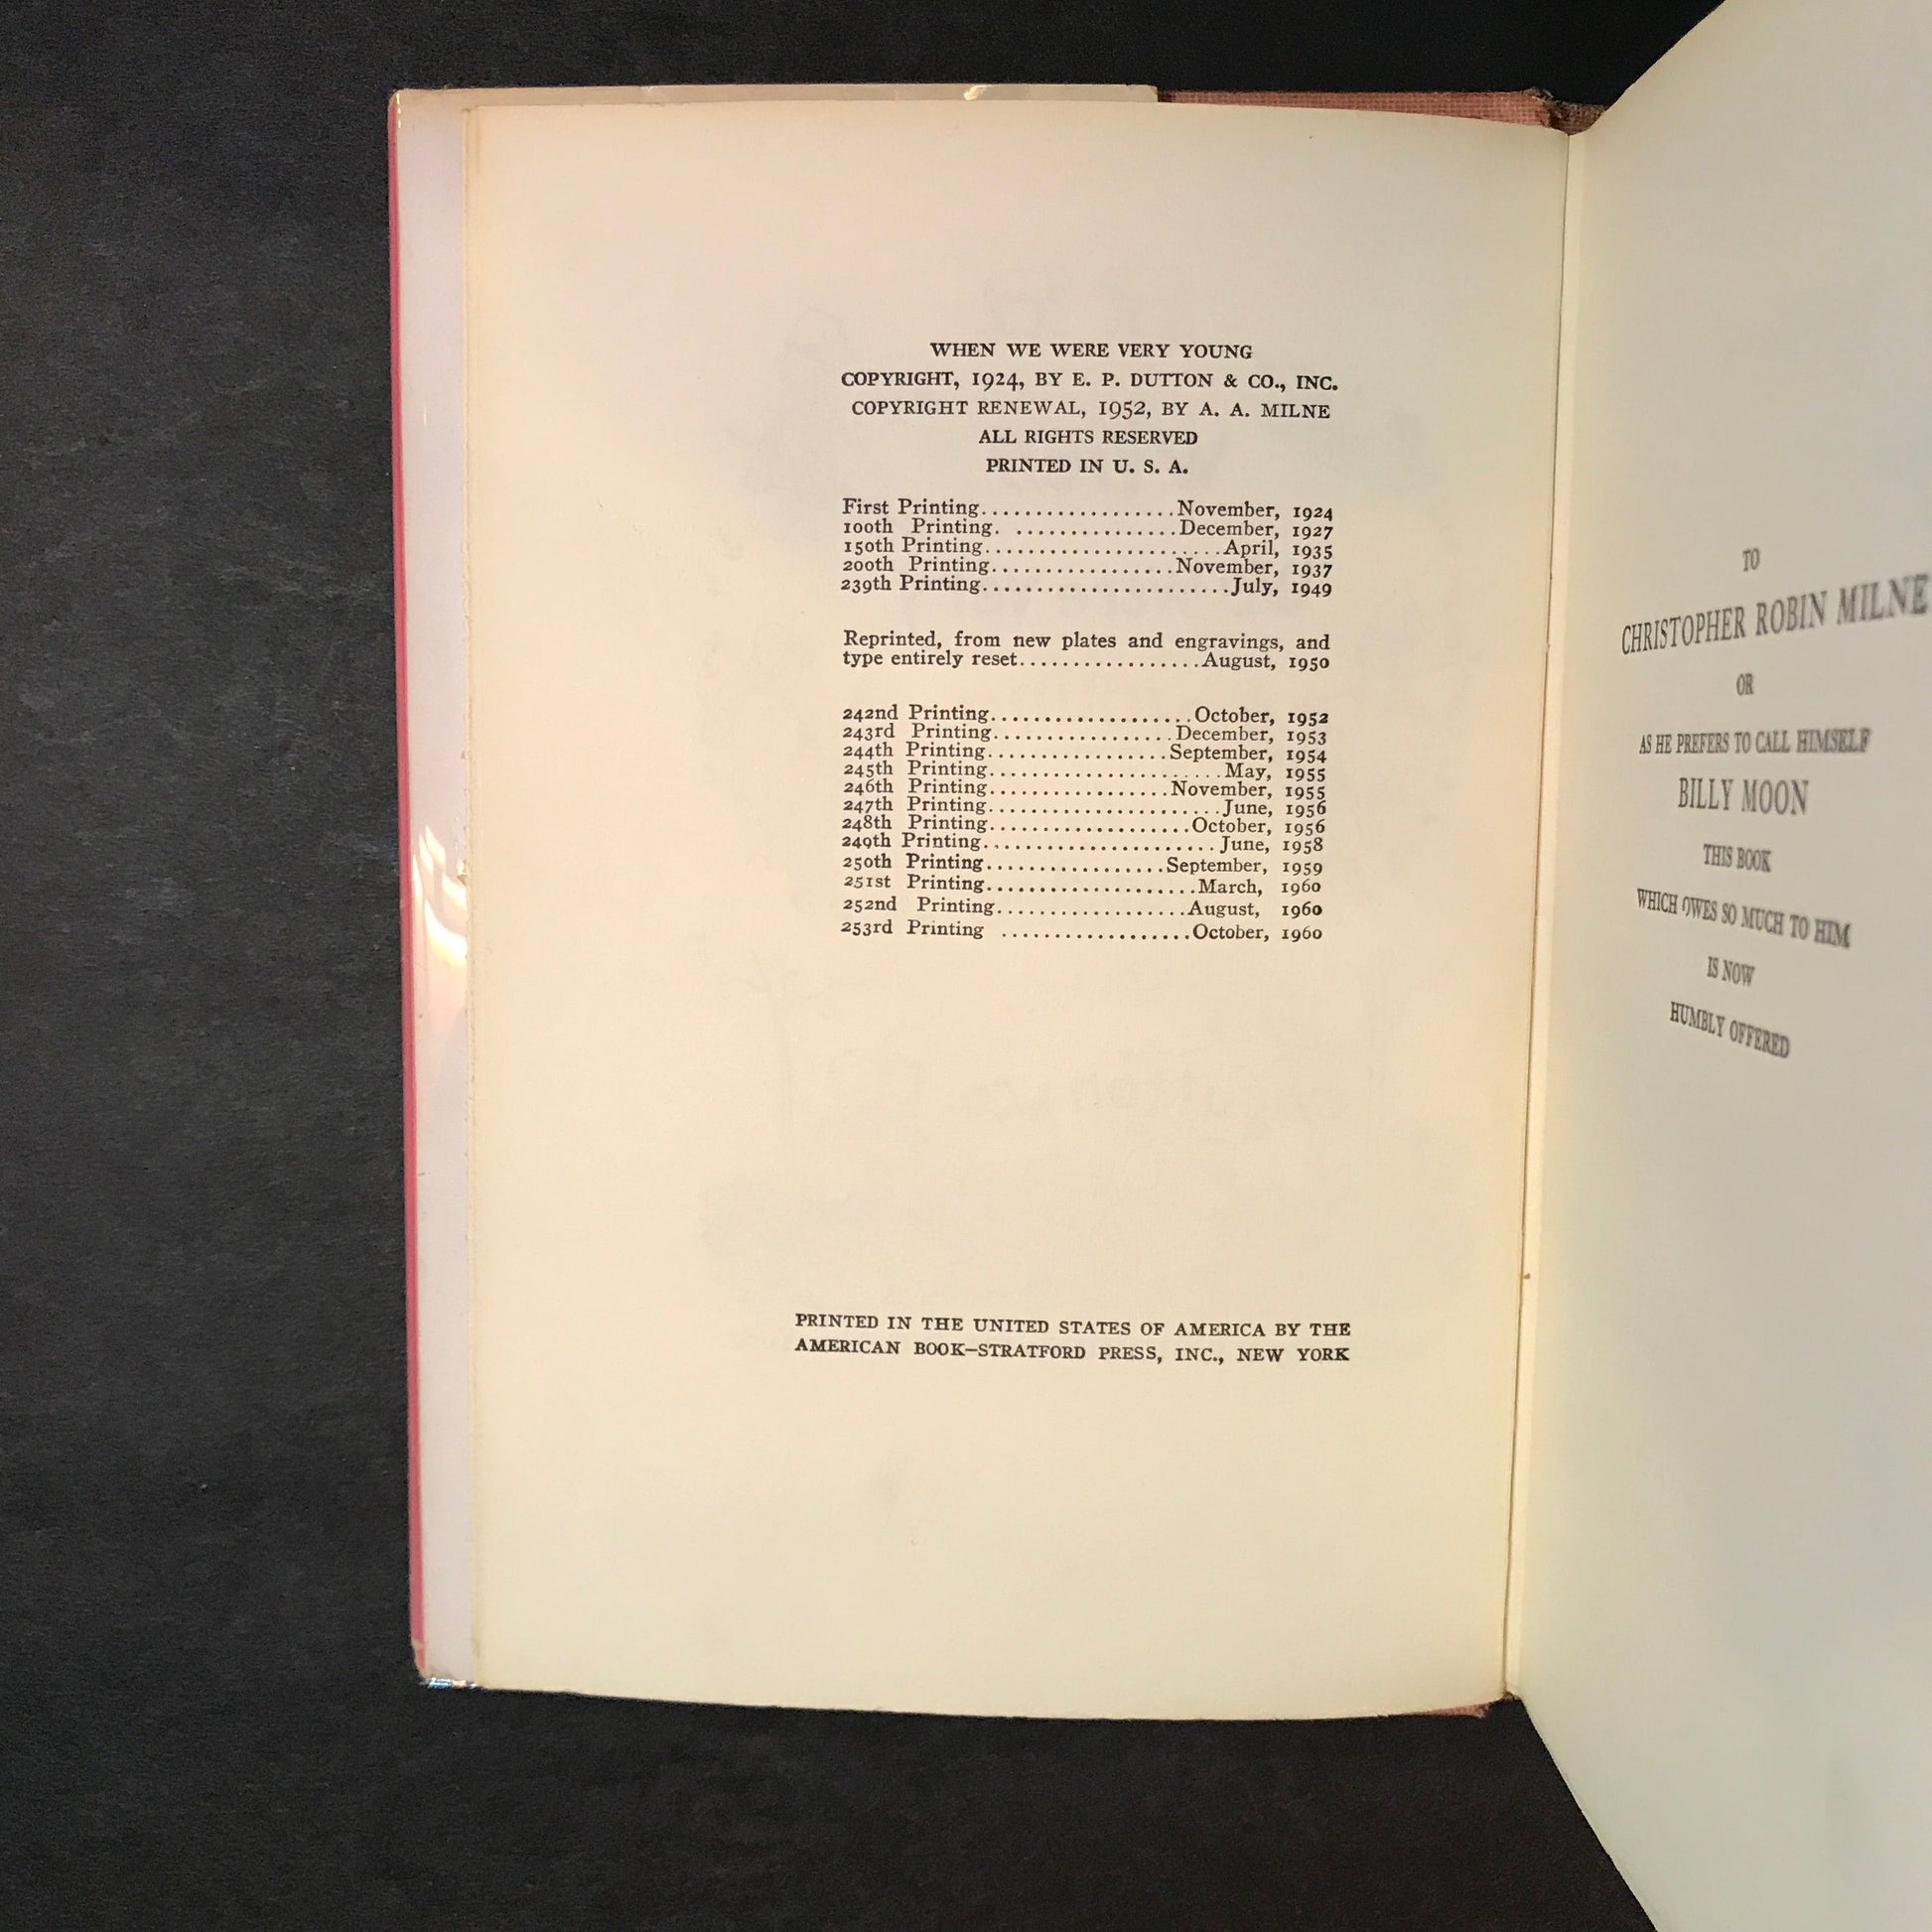 WHEN WE WERE VERY YOUNG
COPYRIGHT, 1924, BY E. P. DUTTON & CO., INC.
COPYRIGHT RENEWAL, 1952, BY A. A. MILNE
ALL RIGHTS RESERVED
PRINTED IN U. S. A.
First Printing..................November, 1924
100th Printing. ...............December, 1927
150th Printing......................April, 1935
200th Printing.................November, 1937
239th Printing.......................July, 1949
Reprinted, from new plates and engravings, and
type entirely reset.................August, 1950
242nd Printing...................October, 1952
243rd Printing.................December, 1953
244th Printing.................September, 1954
245th Printing......................May, 1955
246th Printing.................November, 1955
247th Printing......................June, 1956
248th Printing...................October, 1956
249th Printing......................June, 1958
250th Printing.................September, 1959
251st Printing....................March, 1960
252nd Printing..................August, 1960
253rd Printing ..................October, 1960
PRINTED IN THE UNITED STATES OF AMERICA BY THE
AMERICAN BOOK–STRATFORD PRESS, INC., NEW YORK
TO
CHRISTOPHER ROBIN MILNE
OR
AS HE PREFERS TO CALL HIMSELF
BILLY MOON
THIS BOOK
WHICH OWES SO MUCH TO HIM
IS NOW
HUMBLY OFFERED